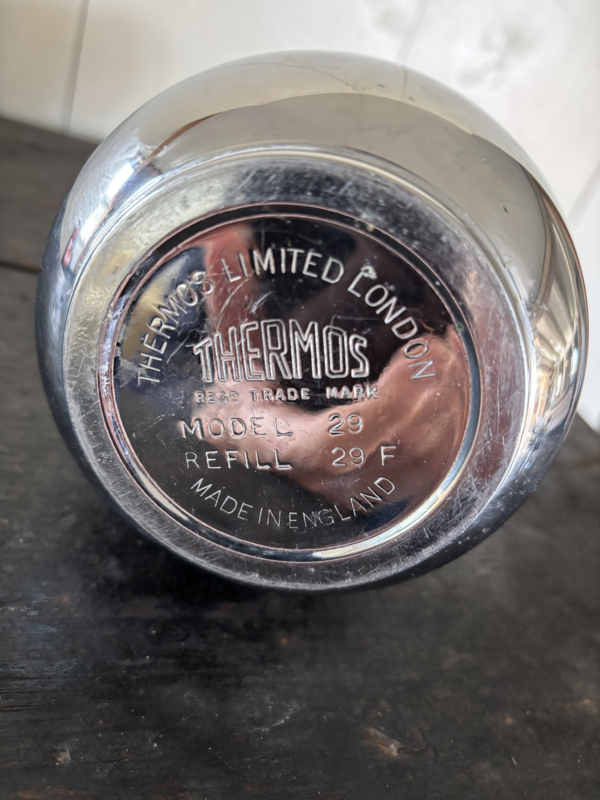 THERMOS LIMITED LONDON
THERMOS
REGD TRADE MARK
MODEL 29
REFILL 29 F
MADE IN ENGLAND